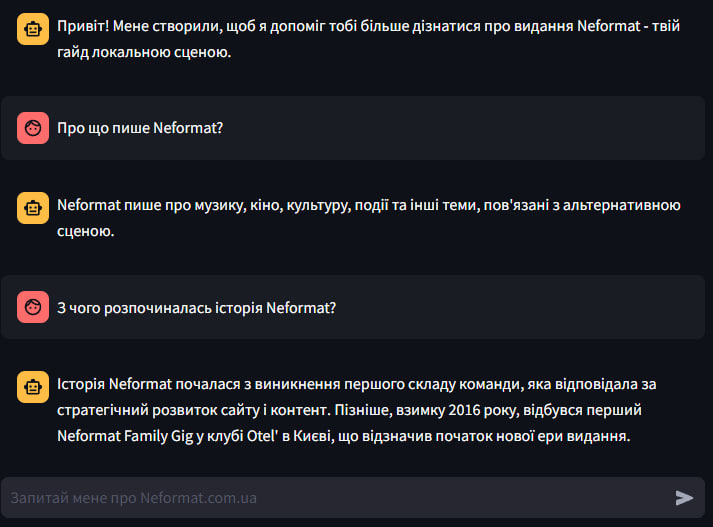 Привіт! Мене створили, щоб я допоміг тобі більше дізнатися про видання Neformat - твій
гайд локальною сценою.
Про що пише Neformat?
Neformat пише про музику, кіно, культуру, події та інші теми, пов'язані з альтернативною
сценою.
З чого розпочиналась історія Neformat?
Історія Neformat почалася з виникнення першого складу команди, яка відповідала за
стратегічний розвиток сайту і контент. Пізніше, взимку 2016 року, відбувся перший
Neformat Family Gig у клубі Otel' в Києві, що відзначив початок нової ери видання.
Запитай мене про Neformat.com.ua